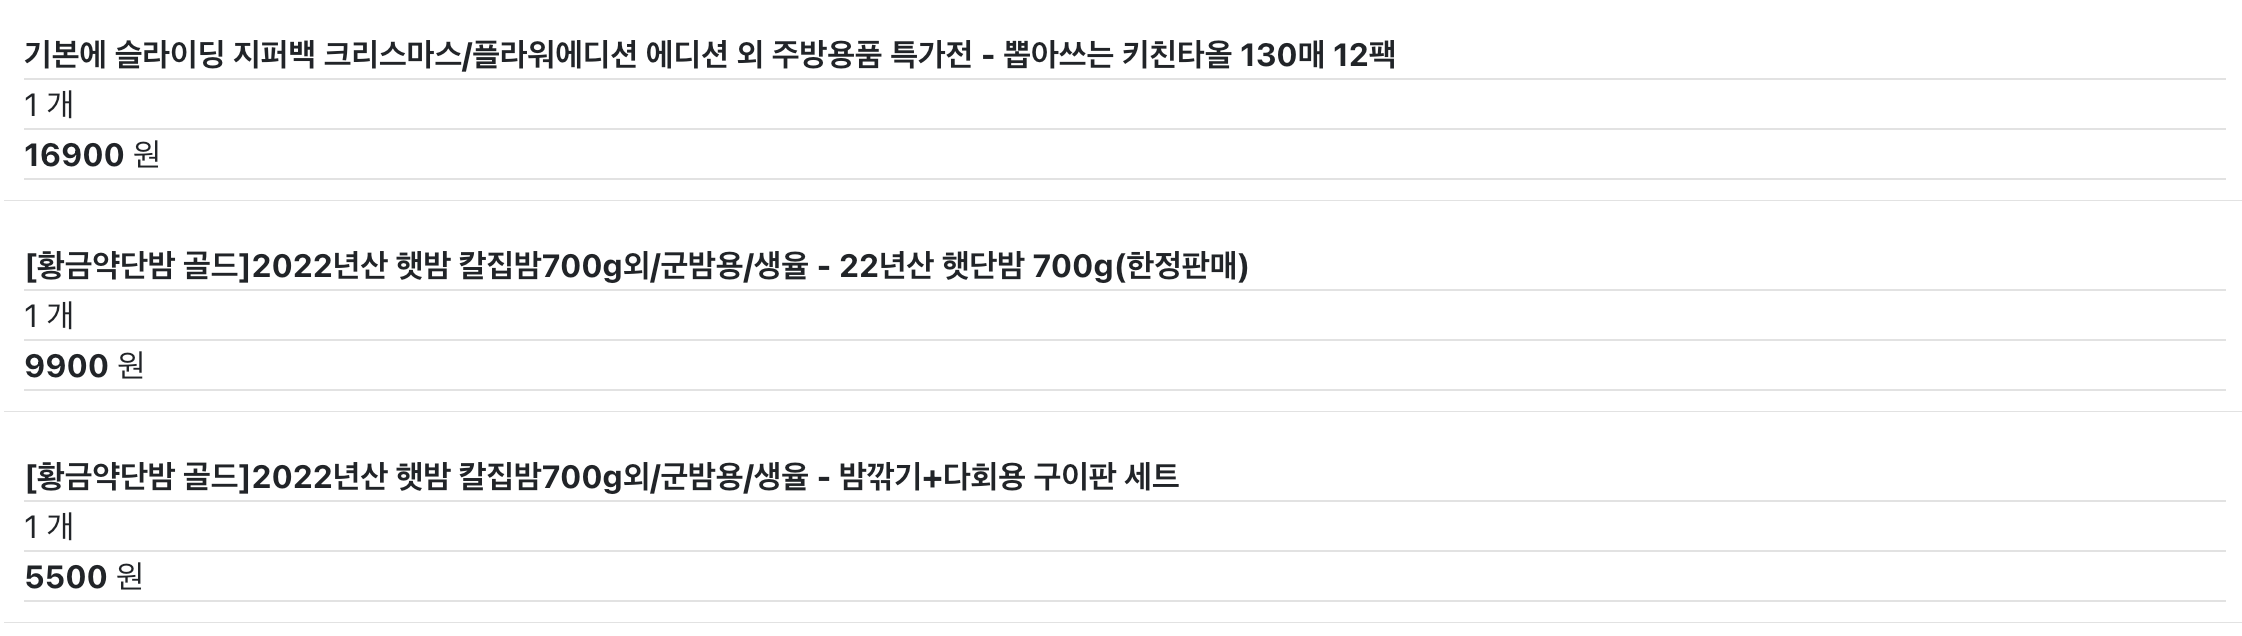 기본에 슬라이딩 지퍼백 크리스마스/플라워에디션 에디션 외 주방용품 특가전 - 뽑아쓰는 키친타올 130매 12팩
1 개
16900 원
[황금약단밤 골드]2022년산 햇밤 칼집밤700g외/군밤용/생율 - 22년산 햇단밤 700g(한정판매)
1 개
9900 원
[황금약단밤 골드]2022년산 햇밤 칼집밤700g외/군밤용/생율 - 밤깎기+다회용 구이판 세트
1 개
5500 원